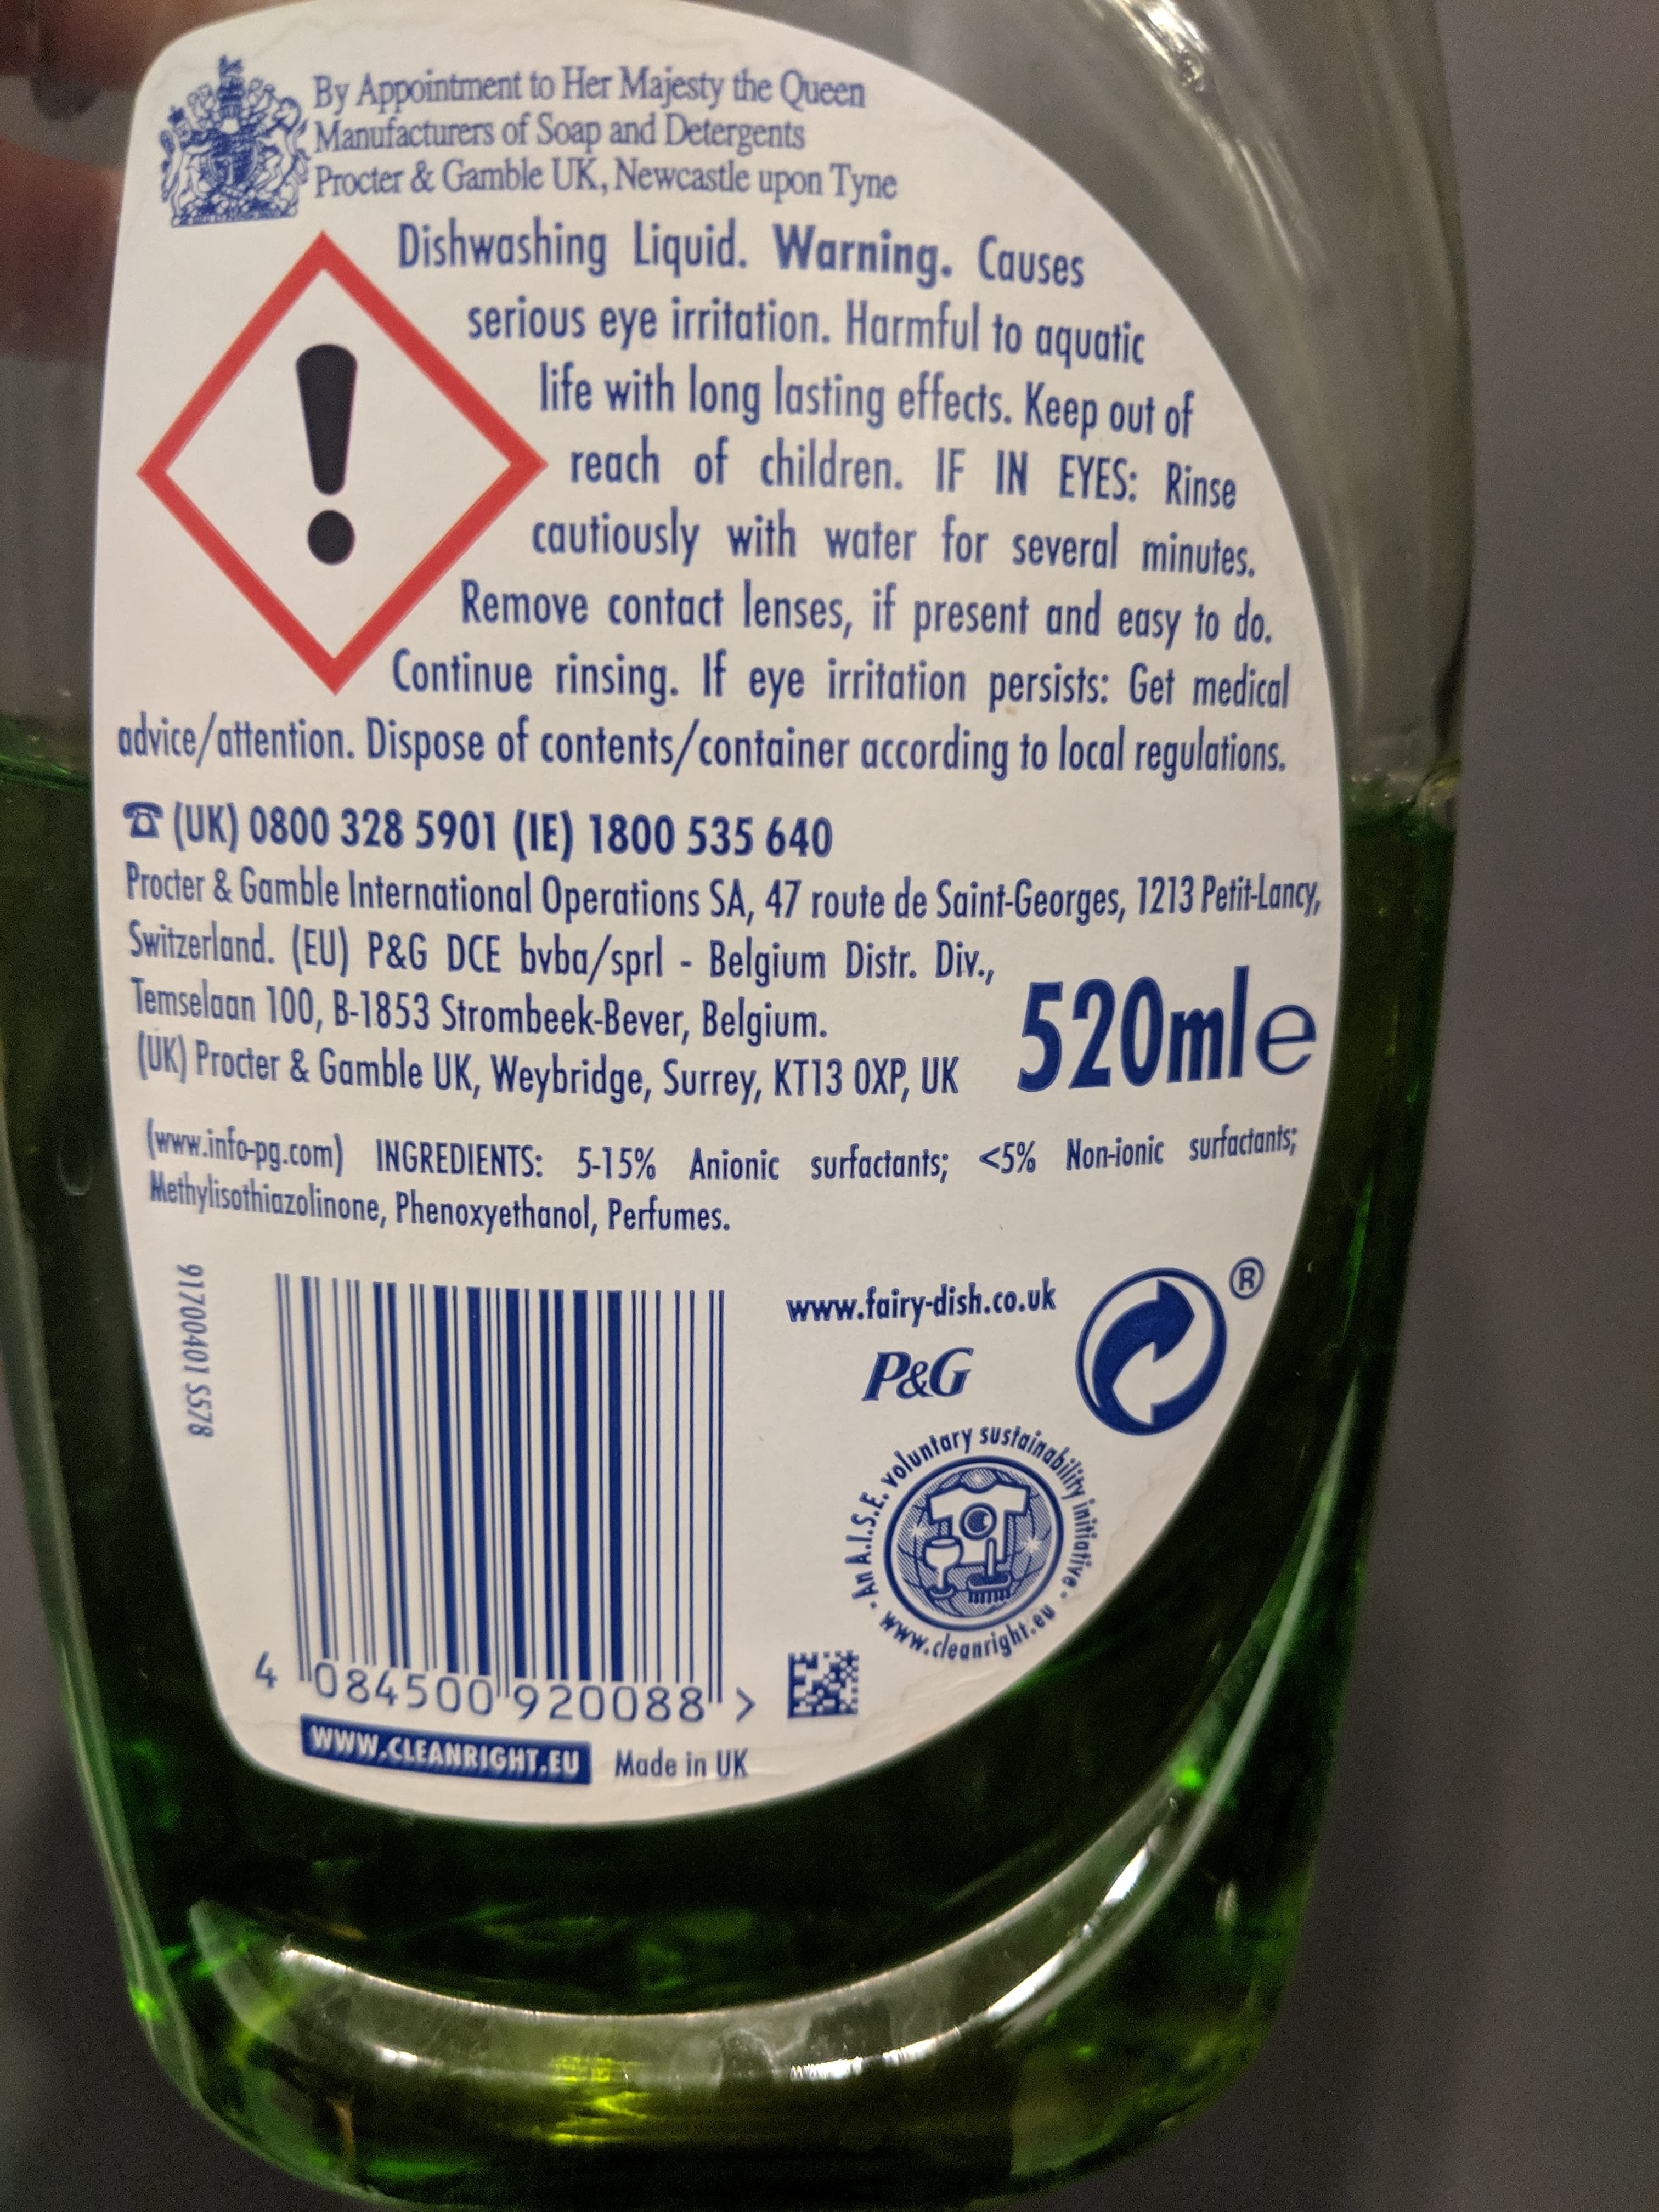 By Appointment to Her Majesty the Queen
Manufacturers of Soap and Detergents
Procter & Gamble UK, Newcastle upon Tyne
Dishwashing Liquid. Warning. Causes
serious eye irritation. Harmful to aquatic
life with long lasting effects. Keep out of
reach of children. IF IN EYES: Rinse
cautiously with water for several minutes.
Remove contact lenses, if present and easy to do.
Continue rinsing. If eye irritation persists: Get medical
advice/attention. Dispose of contents/container according to local regulations.
☎ (UK) 0800 328 5901 (IE) 1800 535 640
Procter & Gamble International Operations SA, 47 route de Saint-Georges, 1213 Petit-Lancy,
Switzerland. (EU) P&G DCE bvba/sprl - Belgium Distr. Div.,
Temselaan 100, B-1853 Strombeek-Bever, Belgium.
(UK) Procter & Gamble UK, Weybridge, Surrey, KT13 0XP, UK
520ml e
(www.info-pg.com) INGREDIENTS: 5-15% Anionic surfactants; <5% Non-ionic surfactants;
Methylisothiazolinone, Phenoxyethanol, Perfumes.
91700401 S578
www.fairy-dish.co.uk
®
P&G
- An A.I.S.E. voluntary sustainability initiative -
www.cleanright.eu
4 084500 920088 >
WWW.CLEANRIGHT.EU Made in UK